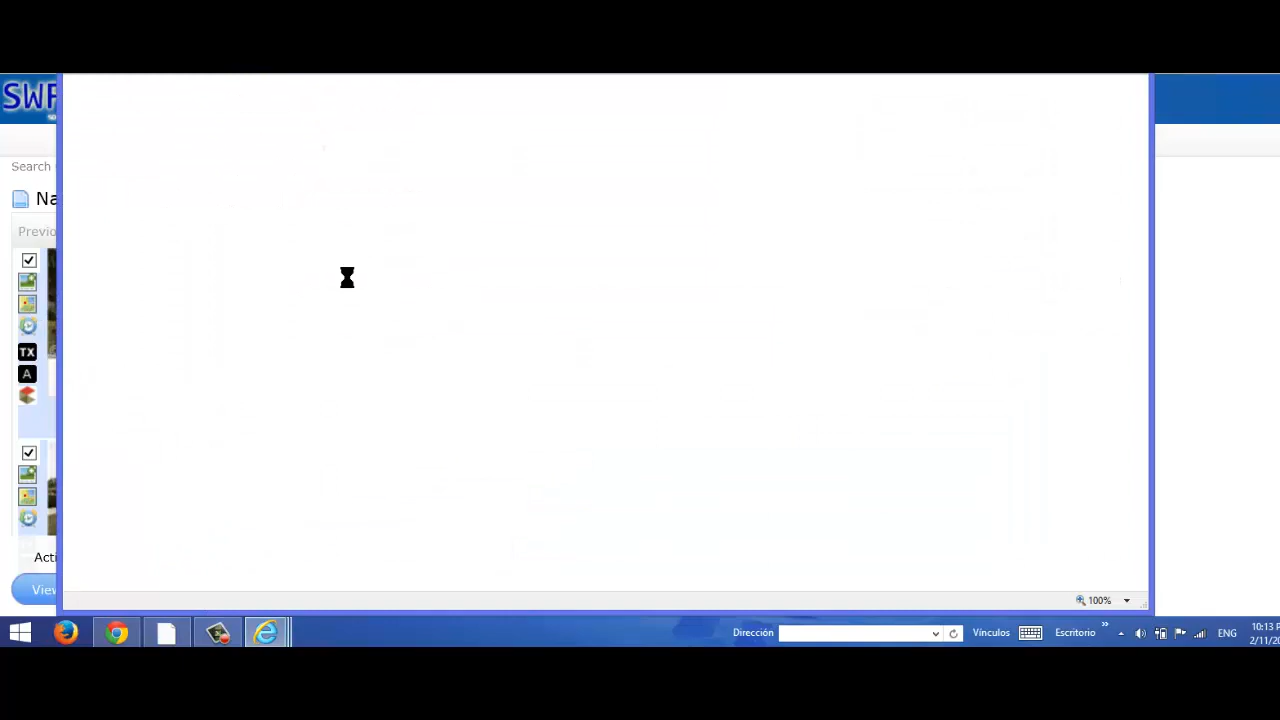 SWF
Search
Na
Previo
TX
A
Acti
View
100%
Dirección
Vínculos
Escritorio
»
ENG
10:13 P
2/11/20